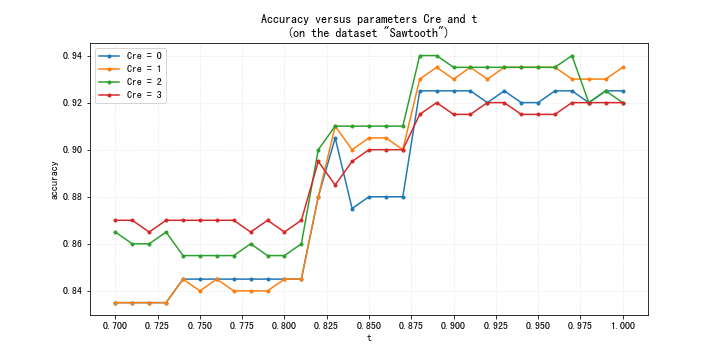 Accuracy versus parameters Cre and t
(on the dataset "Sawtooth")
Cre = 0
Cre = 1
Cre = 2
Cre = 3
accuracy
0.94
0.92
0.90
0.88
0.86
0.84
0.700 0.725 0.750 0.775 0.800 0.825 0.850 0.875 0.900 0.925 0.950 0.975 1.000
t